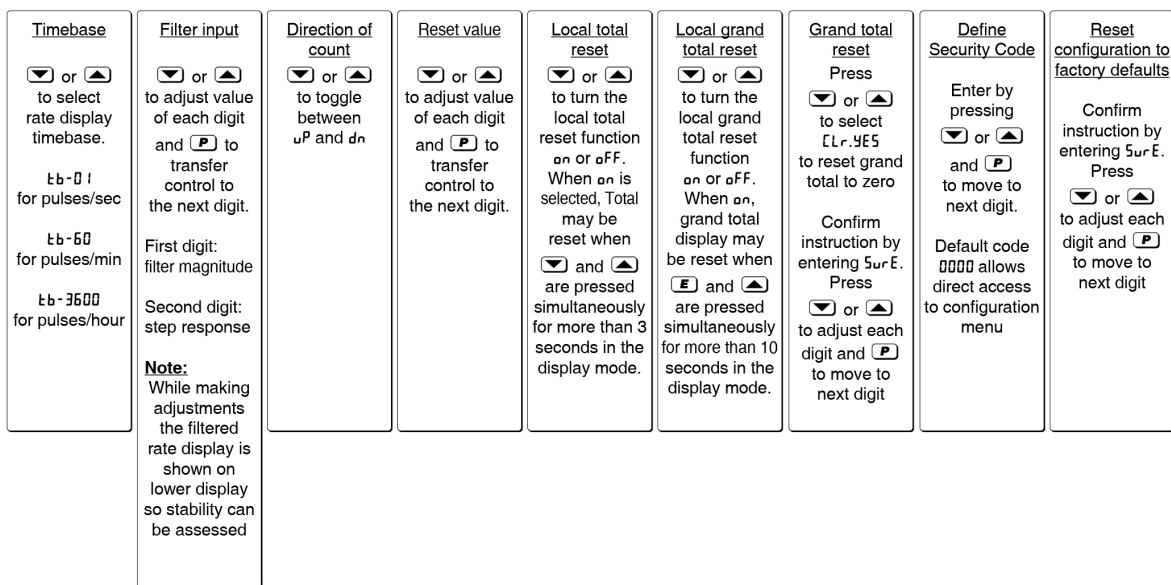 Timebase
▼ or ▲
to select
rate display
timebase.
tb-01
for pulses/sec
tb-60
for pulses/min
tb-3600
for pulses/hour
Filter input
▼ or ▲
to adjust value
of each digit
and P to
transfer
control to
the next digit.
First digit:
filter magnitude
Second digit:
step response
Note:
While making
adjustments
the filtered
rate display is
shown on
lower display
so stability can
be assessed
Direction of
count
▼ or ▲
to toggle
between
uP and dn
Reset value
▼ or ▲
to adjust value
of each digit
and P to
transfer
control to
the next digit.
Local total
reset
▼ or ▲
to turn the
local total
reset function
on or oFF.
When on is
selected, Total
may be
reset when
▼ and ▲
are pressed
simultaneously
for more than 3
seconds in the
display mode.
Local grand
total reset
▼ or ▲
to turn the
local grand
total reset
function
on or oFF.
When on,
grand total
display may
be reset when
E and ▲
are pressed
simultaneously
for more than 10
seconds in the
display mode.
Grand total
reset
Press
▼ or ▲
to select
CLr.YES
to reset grand
total to zero
Confirm
instruction by
entering SurE.
Press
▼ or ▲
to adjust each
digit and P
to move to
next digit
Define
Security Code
Enter by
pressing
▼ or ▲
and P
to move to
next digit.
Default code
0000 allows
direct access
to configuration
menu
Reset
configuration to
factory defaults
Confirm
instruction by
entering SurE.
Press
▼ or ▲
to adjust each
digit and P
to move to
next digit